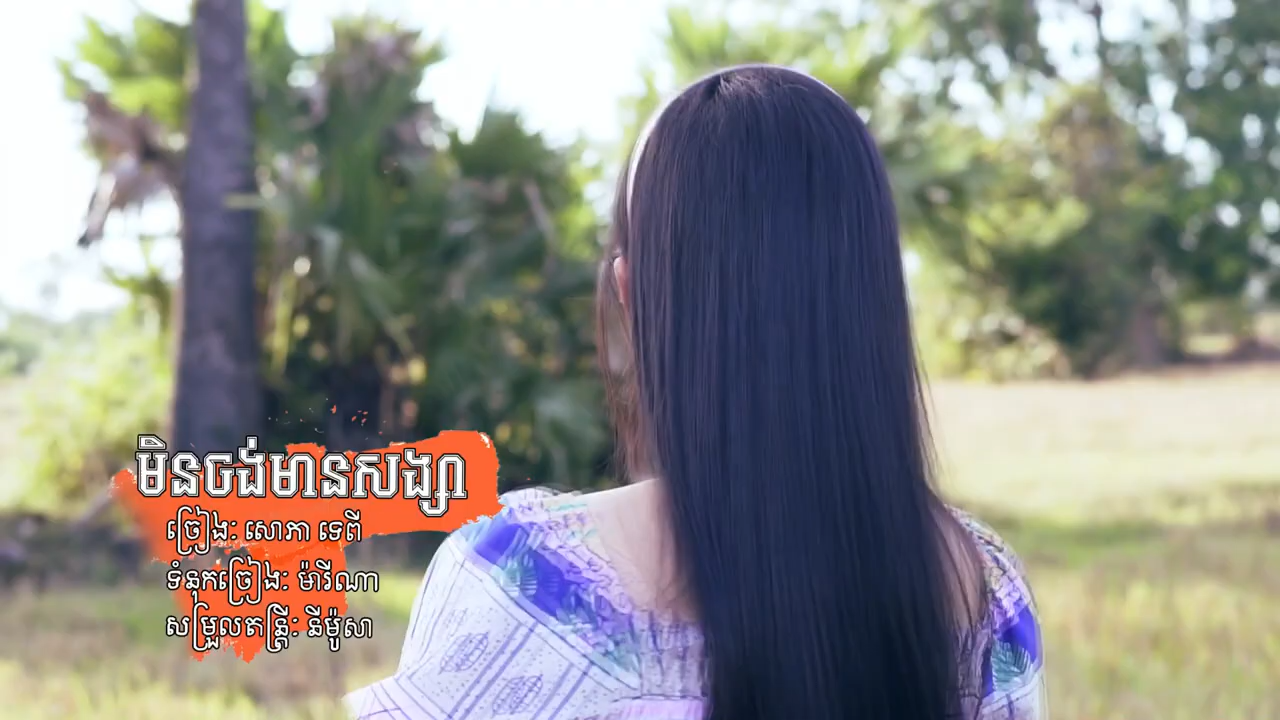 មិនចង់មានសង្សា
ច្រៀង: សោភា ទេពី
ទំនុកច្រៀង: ម៉ារីណា
សម្រួលតន្ត្រី: នីម៉ូសា